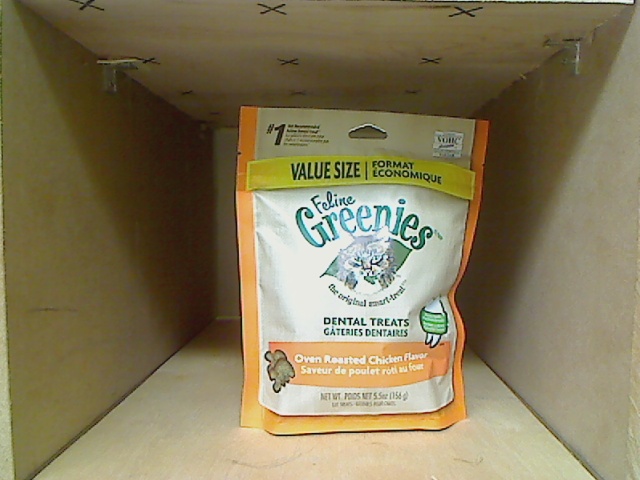 #1
VALUE SIZE | FORMAT ÉCONOMIQUE
Feline
Greenies
the original smart-treat
DENTAL TREATS
GÂTERIES DENTAIRES
Oven Roasted Chicken Flavor
Saveur de poulet roti au four
NET WT. POIDS NET 5.5oz (156 g)